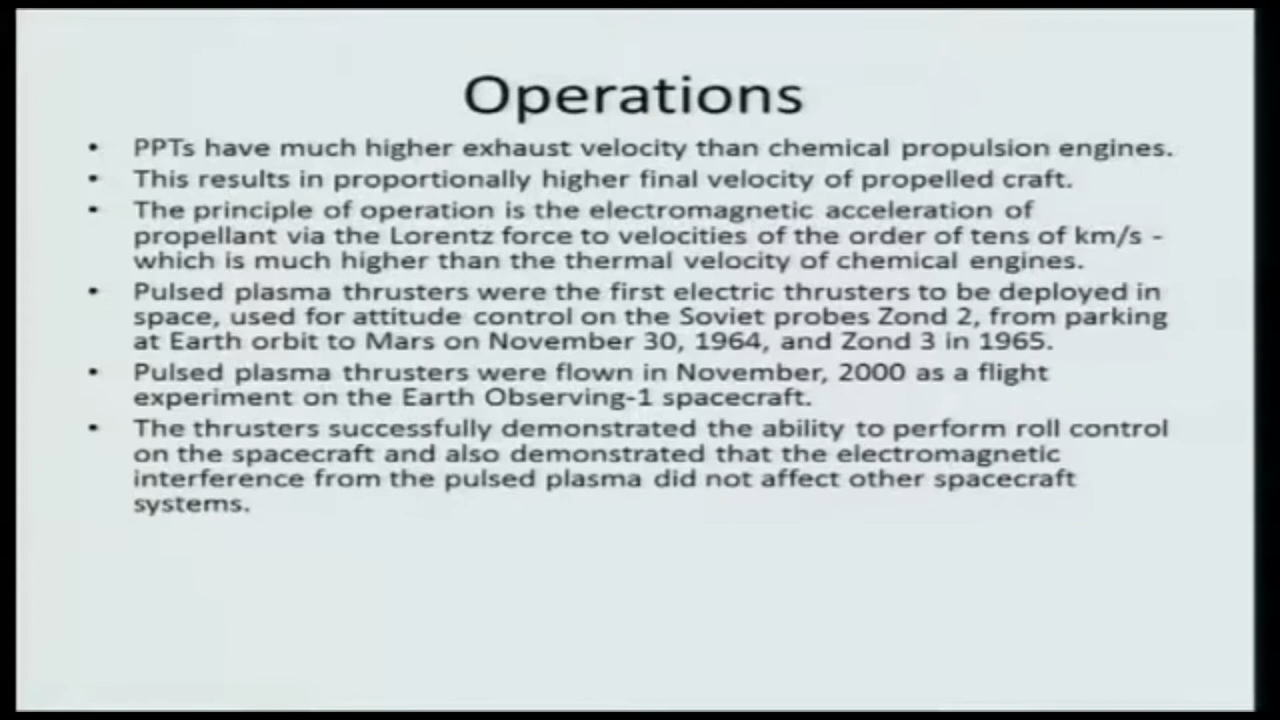 Operations
• PPTs have much higher exhaust velocity than chemical propulsion engines.
• This results in proportionally higher final velocity of propelled craft.
• The principle of operation is the electromagnetic acceleration of
propellant via the Lorentz force to velocities of the order of tens of km/s -
which is much higher than the thermal velocity of chemical engines.
• Pulsed plasma thrusters were the first electric thrusters to be deployed in
space, used for attitude control on the Soviet probes Zond 2, from parking
at Earth orbit to Mars on November 30, 1964, and Zond 3 in 1965.
• Pulsed plasma thrusters were flown in November, 2000 as a flight
experiment on the Earth Observing-1 spacecraft.
• The thrusters successfully demonstrated the ability to perform roll control
on the spacecraft and also demonstrated that the electromagnetic
interference from the pulsed plasma did not affect other spacecraft
systems.